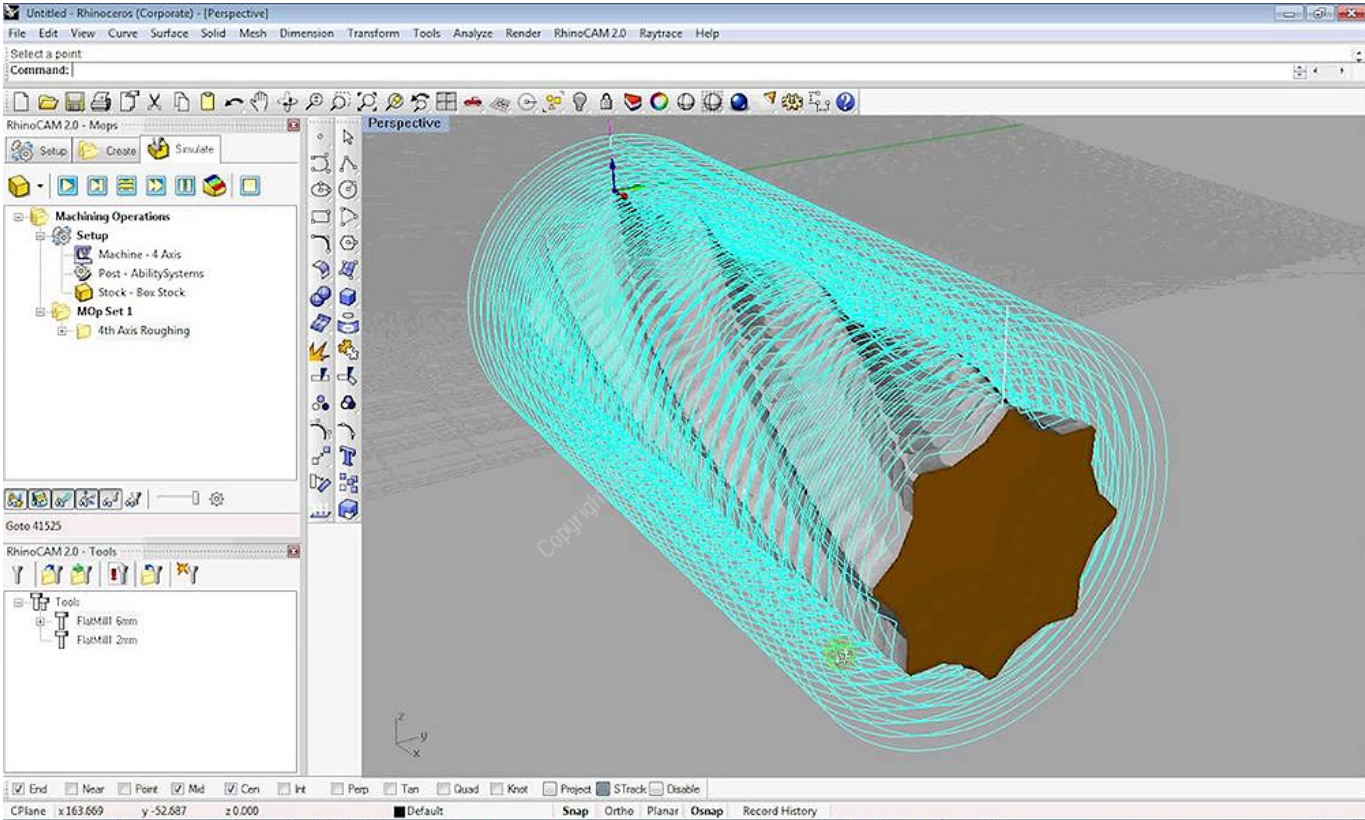 Untitled - Rhinoceros (Corporate) - [Perspective]
File Edit View Curve Surface Solid Mesh Dimension Transform Tools Analyze Render RhinoCAM 2.0 Raytrace Help
Select a point
Command:
RhinoCAM 2.0 - Mops
Perspective
Setup Create Simulate
Machining Operations
Setup
Machine - 4 Axis
Post - AbilitySystems
Stock - Box Stock
MOp Set 1
4th Axis Roughing
Goto 41525
RhinoCAM 2.0 - Tools
Tools
FlatMill1 6mm
FlatMill1 2mm
Copyright
z
y
x
End Near Point Mid Cen Int Perp Tan Quad Knot Project STrack Disable
CPlane x 163.669 y -52.687 z 0.000 Default Snap Ortho Planar Osnap Record History